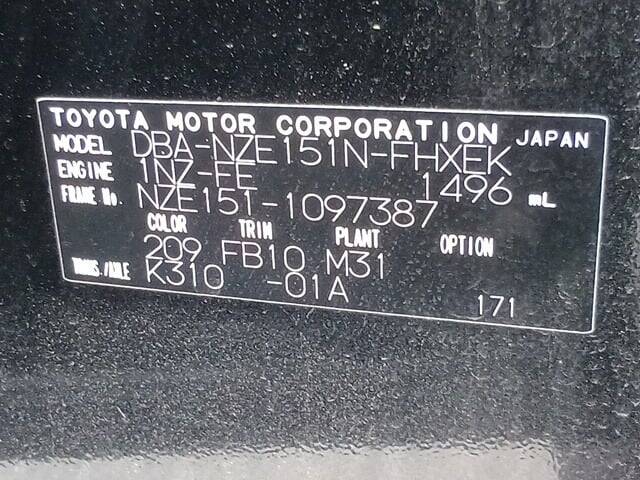 TOYOTA MOTOR CORPORATION JAPAN
MODEL DBA-NZE151N-FHXEK
ENGINE 1NZ-FE 1496 mL
FRAME No. NZE151-1097387
COLOR TRIM PLANT OPTION
209 FB10 M31
TRANS./AXLE K310 -01A
171